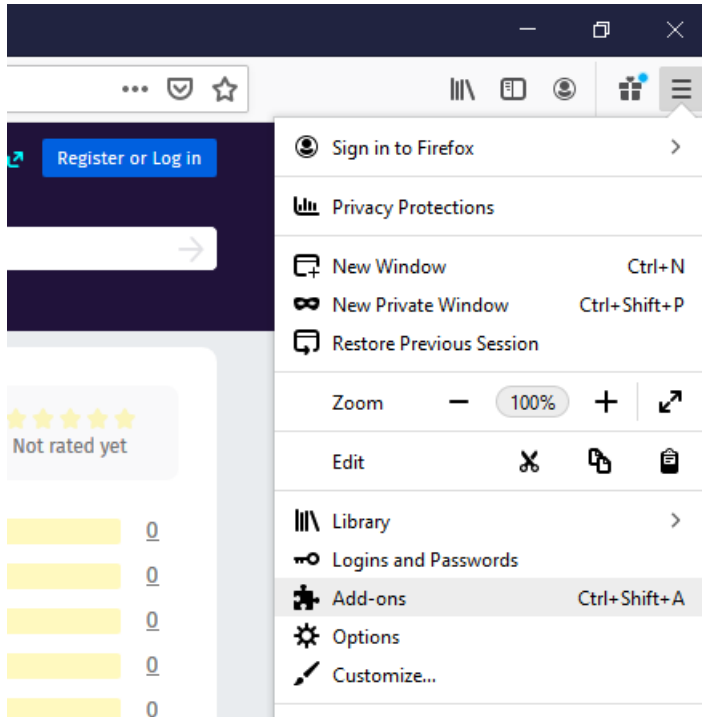 Register or Log in
Sign in to Firefox
Privacy Protections
New Window Ctrl+N
New Private Window Ctrl+Shift+P
Restore Previous Session
Zoom 100%
Not rated yet
Edit
Library
0
Logins and Passwords
0
Add-ons Ctrl+Shift+A
0
Options
0
Customize...
0